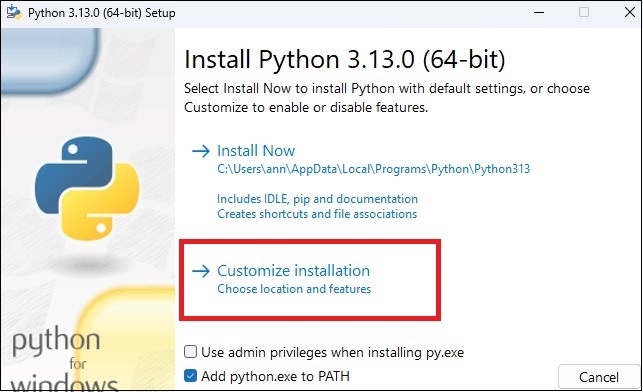 Python 3.13.0 (64-bit) Setup
Install Python 3.13.0 (64-bit)
Select Install Now to install Python with default settings, or choose
Customize to enable or disable features.
Install Now
C:\Users\ann\AppData\Local\Programs\Python\Python313
Includes IDLE, pip and documentation
Creates shortcuts and file associations
Customize installation
Choose location and features
Use admin privileges when installing py.exe
Add python.exe to PATH
Cancel
python
for
windows